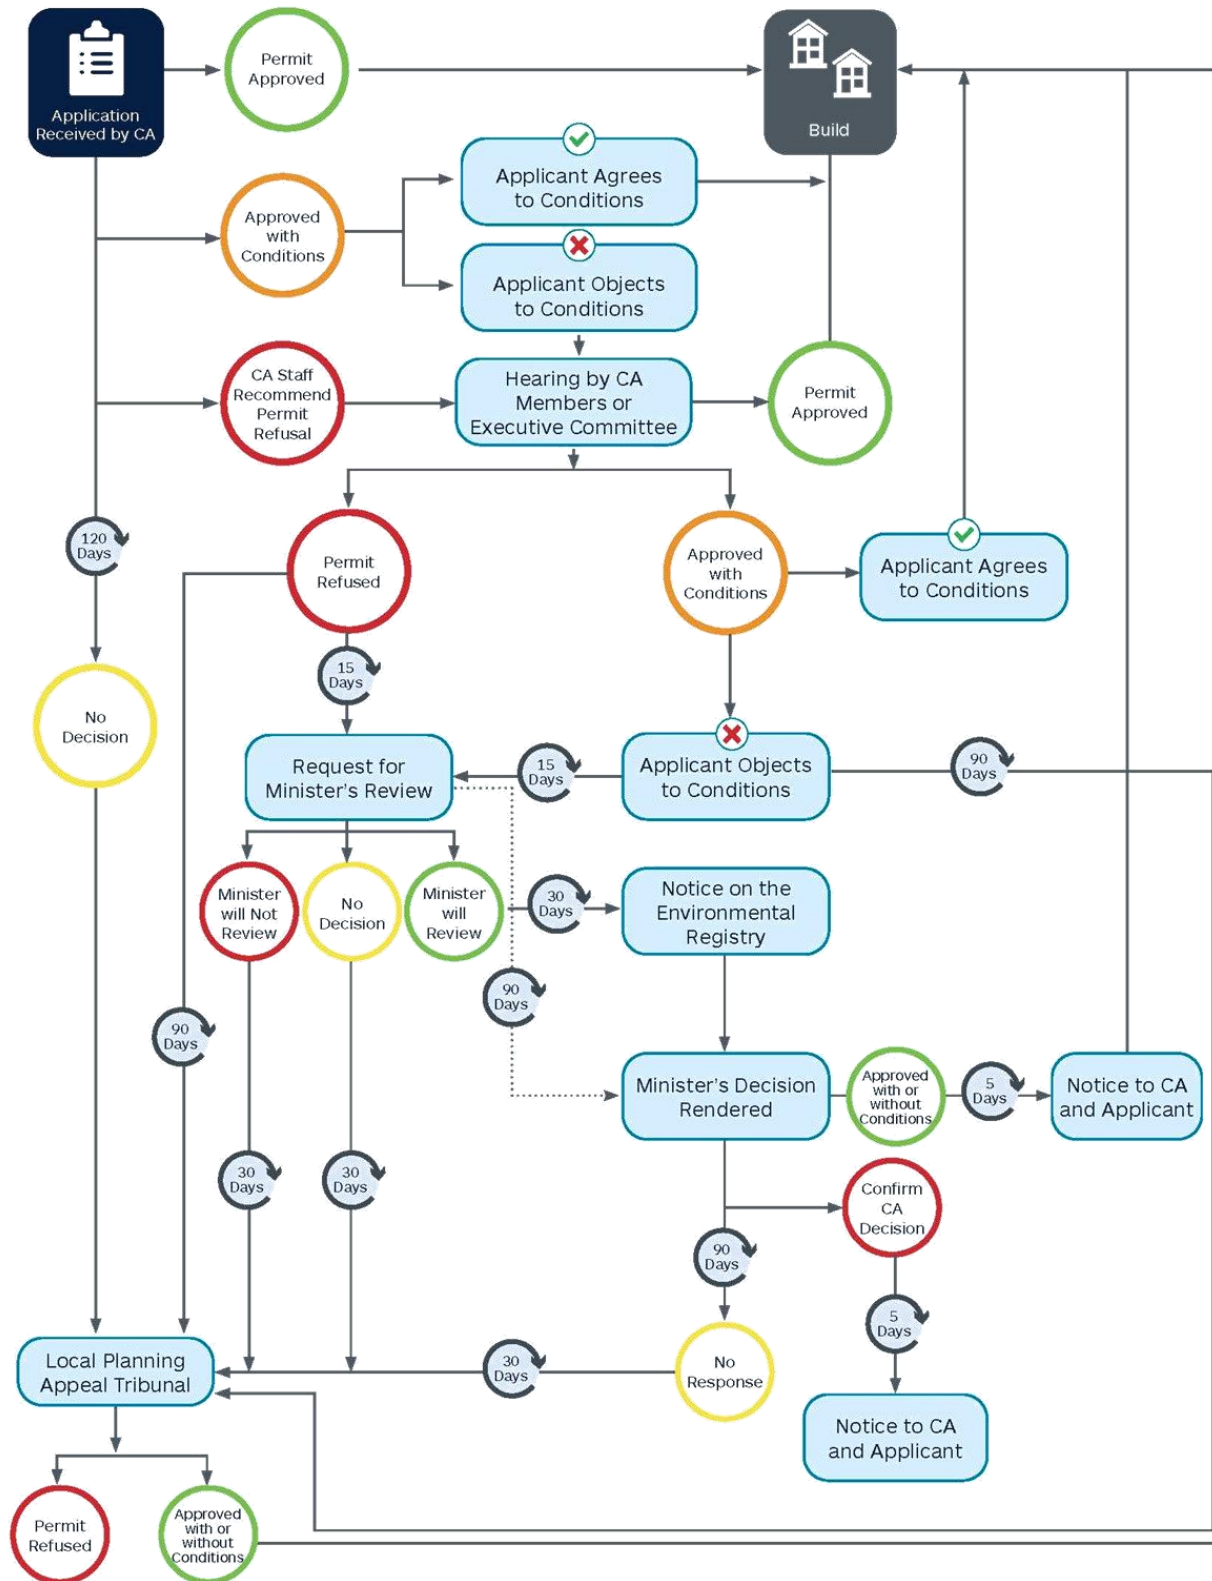 Application
Received by CA
Permit
Approved
Build
Applicant Agrees
to Conditions
Approved
with
Conditions
Applicant Objects
to Conditions
CA Staff
Recommend
Permit
Refusal
Hearing by CA
Members or
Executive Committee
Permit
Approved
120
Days
Permit
Refused
Approved
with
Conditions
Applicant Agrees
to Conditions
15
Days
No
Decision
Request for
Minister's Review
15
Days
Applicant Objects
to Conditions
90
Days
Minister
will Not
Review
No
Decision
Minister
will
Review
30
Days
Notice on the
Environmental
Registry
90
Days
90
Days
Minister's Decision
Rendered
Approved
with or
without
Conditions
5
Days
Notice to CA
and Applicant
30
Days
30
Days
Confirm
CA
Decision
90
Days
5
Days
Local Planning
Appeal Tribunal
30
Days
No
Response
Notice to CA
and Applicant
Permit
Refused
Approved
with or
without
Conditions